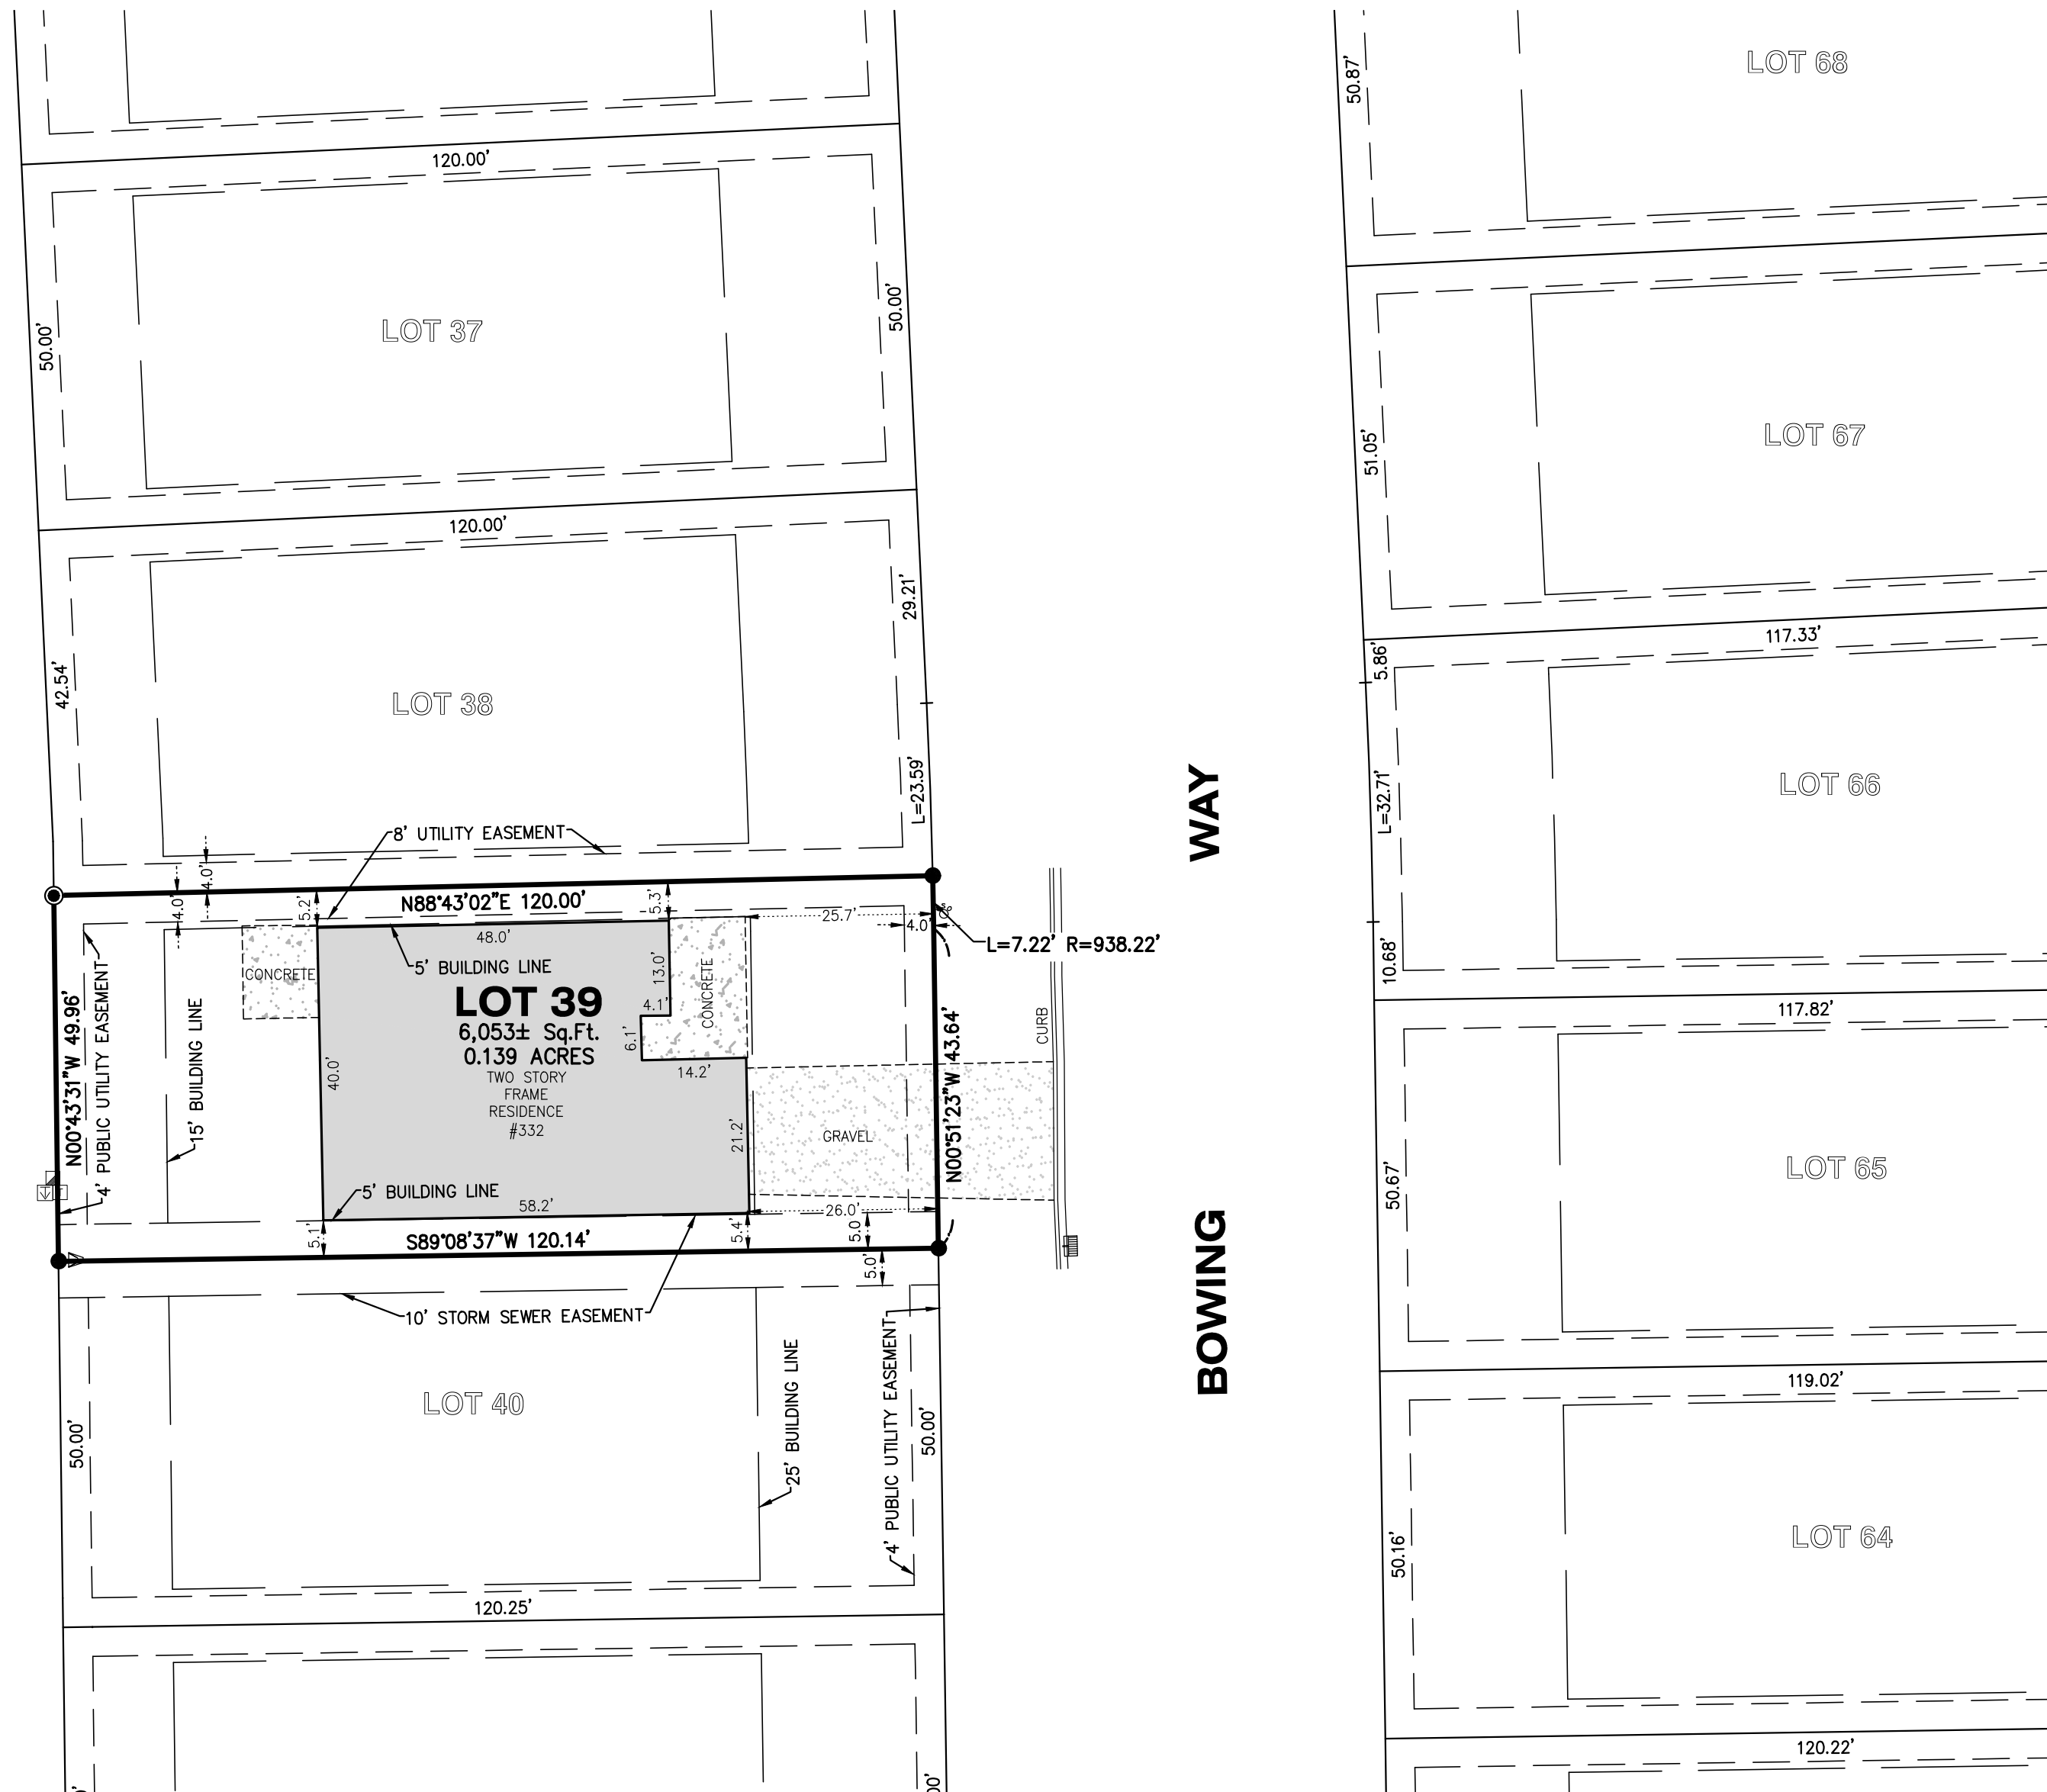 50.87'
LOT 68
120.00'
50.00'
LOT 37
50.00'
51.05'
LOT 67
120.00'
42.54'
LOT 38
29.21'
L=23.59'
117.33'
5.86'
L=32.71'
LOT 66
10.68'
117.82'
WAY
BOWING
8' UTILITY EASEMENT
4.0'
4.0'
5.2'
N88°43'02"E 120.00'
5.3'
25.7'
4.0'
L=7.22' R=938.22'
48.0'
5' BUILDING LINE
CONCRETE
13.0'
CONCRETE
LOT 39
6,053± Sq.Ft.
0.139 ACRES
TWO STORY
FRAME
RESIDENCE
#332
4.1'
6.1'
14.2'
40.0'
21.2'
GRAVEL
CURB
N00°43'31"W 49.96'
4' PUBLIC UTILITY EASEMENT
15' BUILDING LINE
N00°51'23"W 43.64'
5' BUILDING LINE
58.2'
26.0'
5.1'
S89°08'37"W 120.14'
5.4'
5.0'
5.0'
10' STORM SEWER EASEMENT
50.00'
LOT 40
25' BUILDING LINE
4' PUBLIC UTILITY EASEMENT
50.00'
120.25'
50.67'
LOT 65
119.02'
50.16'
LOT 64
120.22'